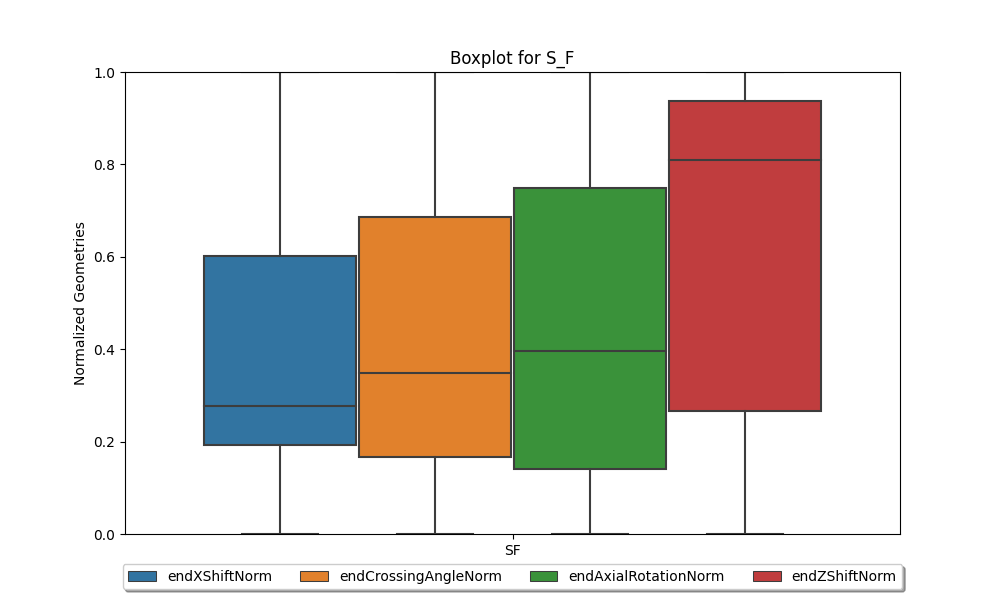 Boxplot for S_F
1.0
0.8
0.6
0.4
0.2
0.0
Normalized Geometries
SF
endXShiftNorm endCrossingAngleNorm endAxialRotationNorm endZShiftNorm